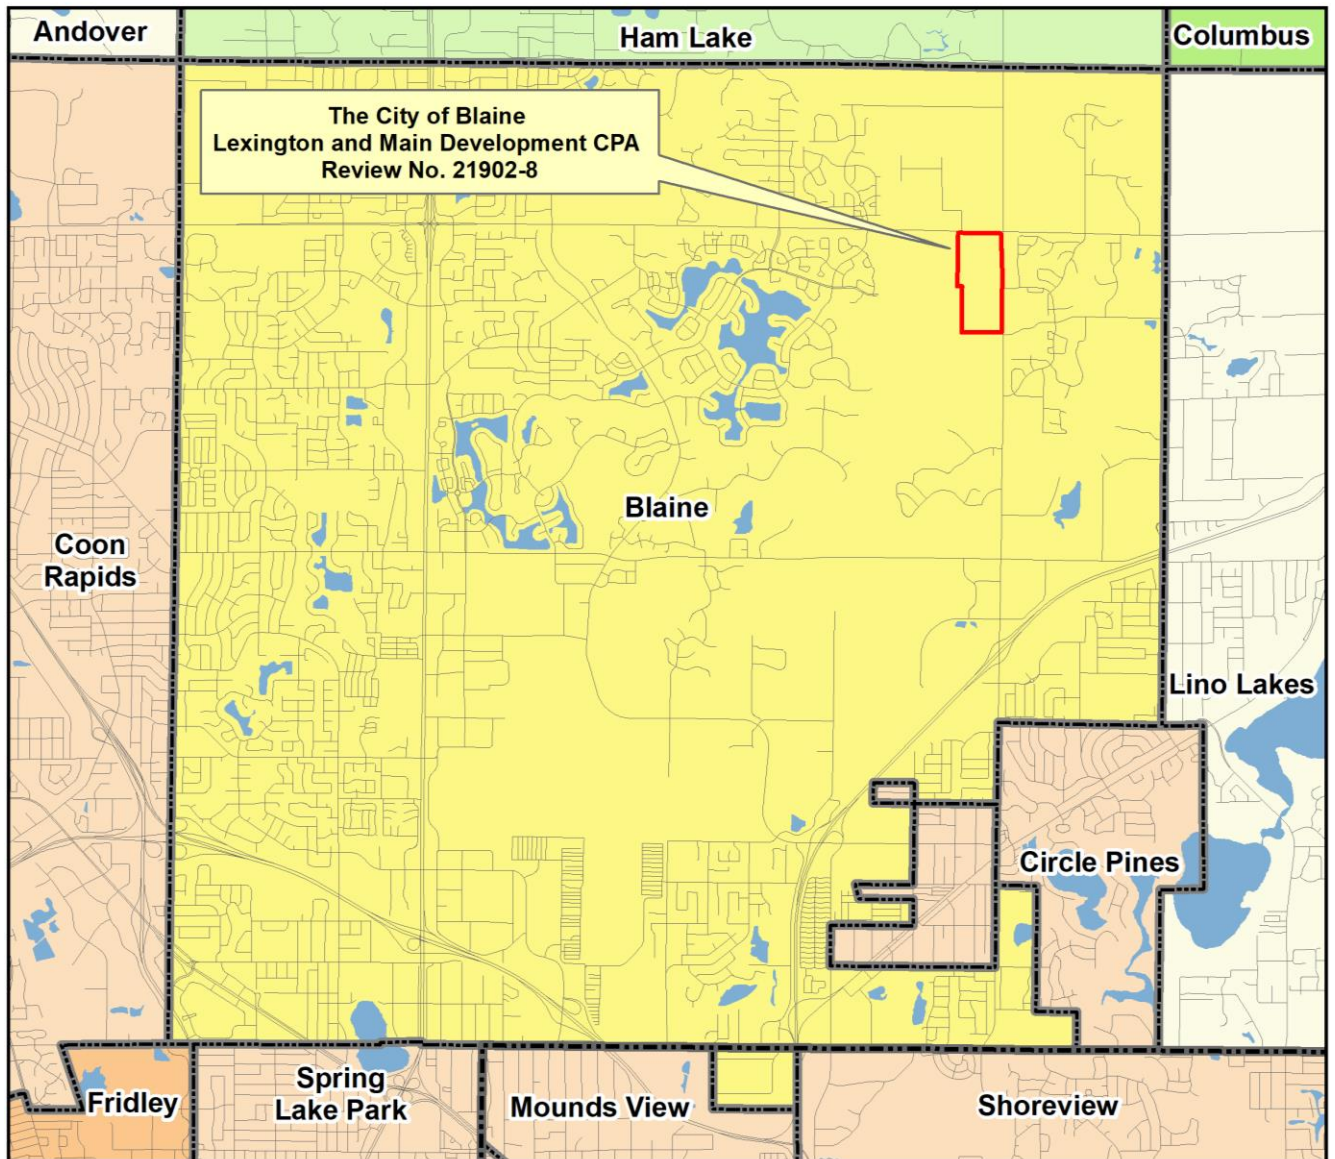 Andover
Ham Lake
Columbus
The City of Blaine
Lexington and Main Development CPA
Review No. 21902-8
Blaine
Coon
Rapids
Lino Lakes
Circle Pines
Fridley
Spring
Lake Park
Mounds View
Shoreview